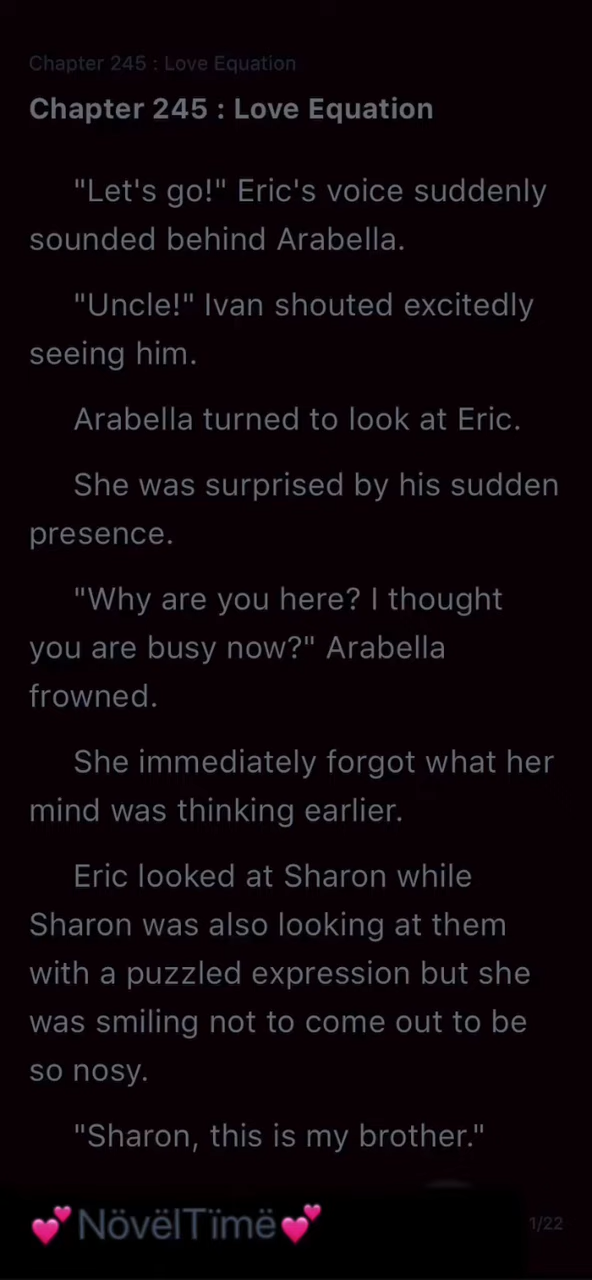 Chapter 245 : Love Equation
Chapter 245 : Love Equation
"Let's go!" Eric's voice suddenly
sounded behind Arabella.
"Uncle!" Ivan shouted excitedly
seeing him.
Arabella turned to look at Eric.
She was surprised by his sudden
presence.
"Why are you here? I thought
you are busy now?" Arabella
frowned.
She immediately forgot what her
mind was thinking earlier.
Eric looked at Sharon while
Sharon was also looking at them
with a puzzled expression but she
was smiling not to come out to be
so nosy.
"Sharon, this is my brother."
💕NövëlTïmë💕
1/22